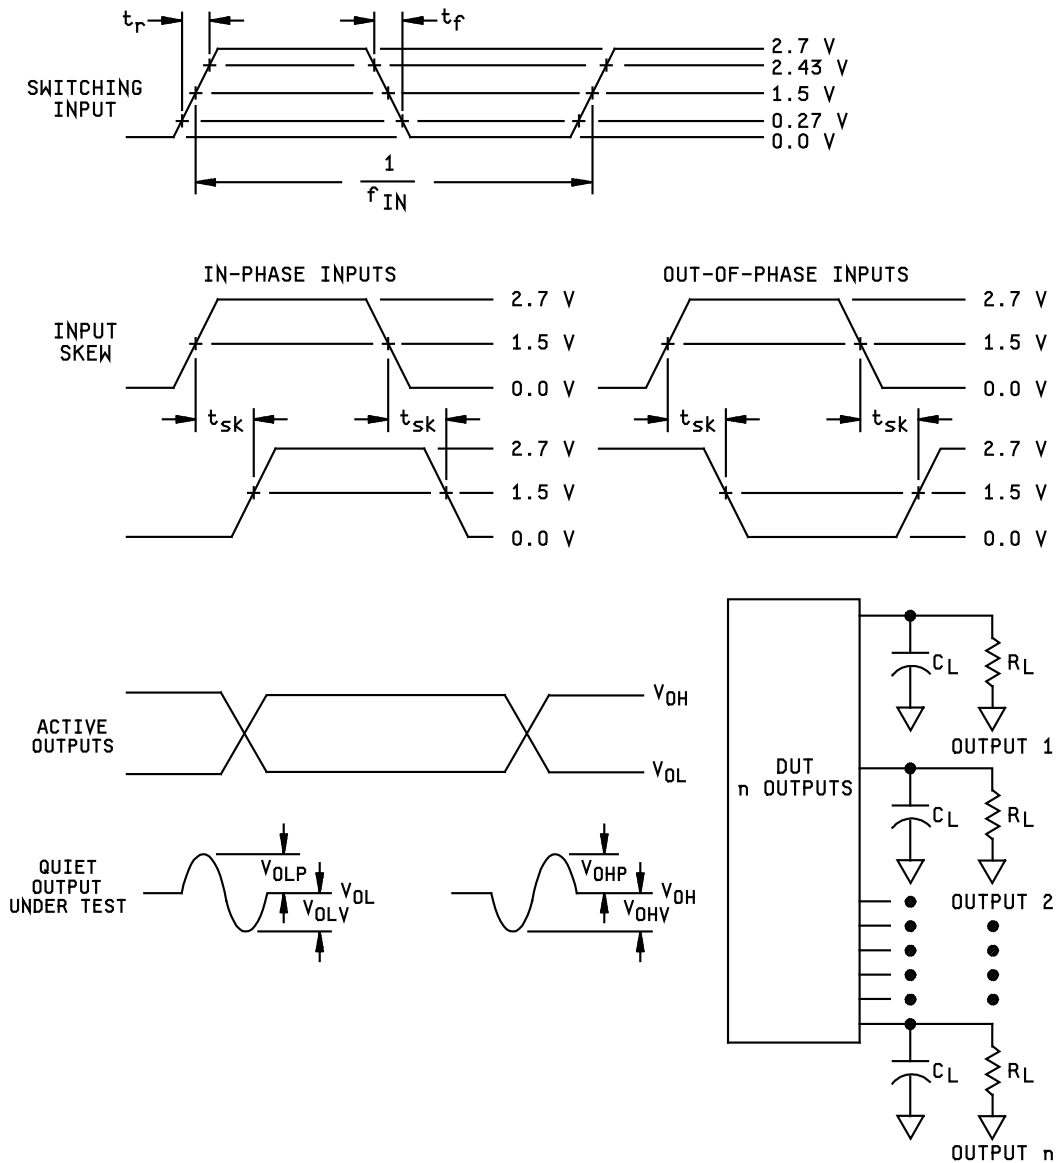 tr
tf
2.7 V
2.43 V
SWITCHING
INPUT
1.5 V
0.27 V
0.0 V
1
fIN
IN-PHASE INPUTS
OUT-OF-PHASE INPUTS
2.7 V
2.7 V
INPUT
SKEW
1.5 V
1.5 V
0.0 V
0.0 V
tsk
tsk
tsk
tsk
2.7 V
2.7 V
1.5 V
1.5 V
0.0 V
0.0 V
CL
RL
OUTPUT 1
ACTIVE
OUTPUTS
VOH
VOL
DUT
n OUTPUTS
CL
RL
OUTPUT 2
QUIET
OUTPUT
UNDER TEST
VOLP
VOL
VOLV
VOHP
VOH
VOHV
CL
RL
OUTPUT n